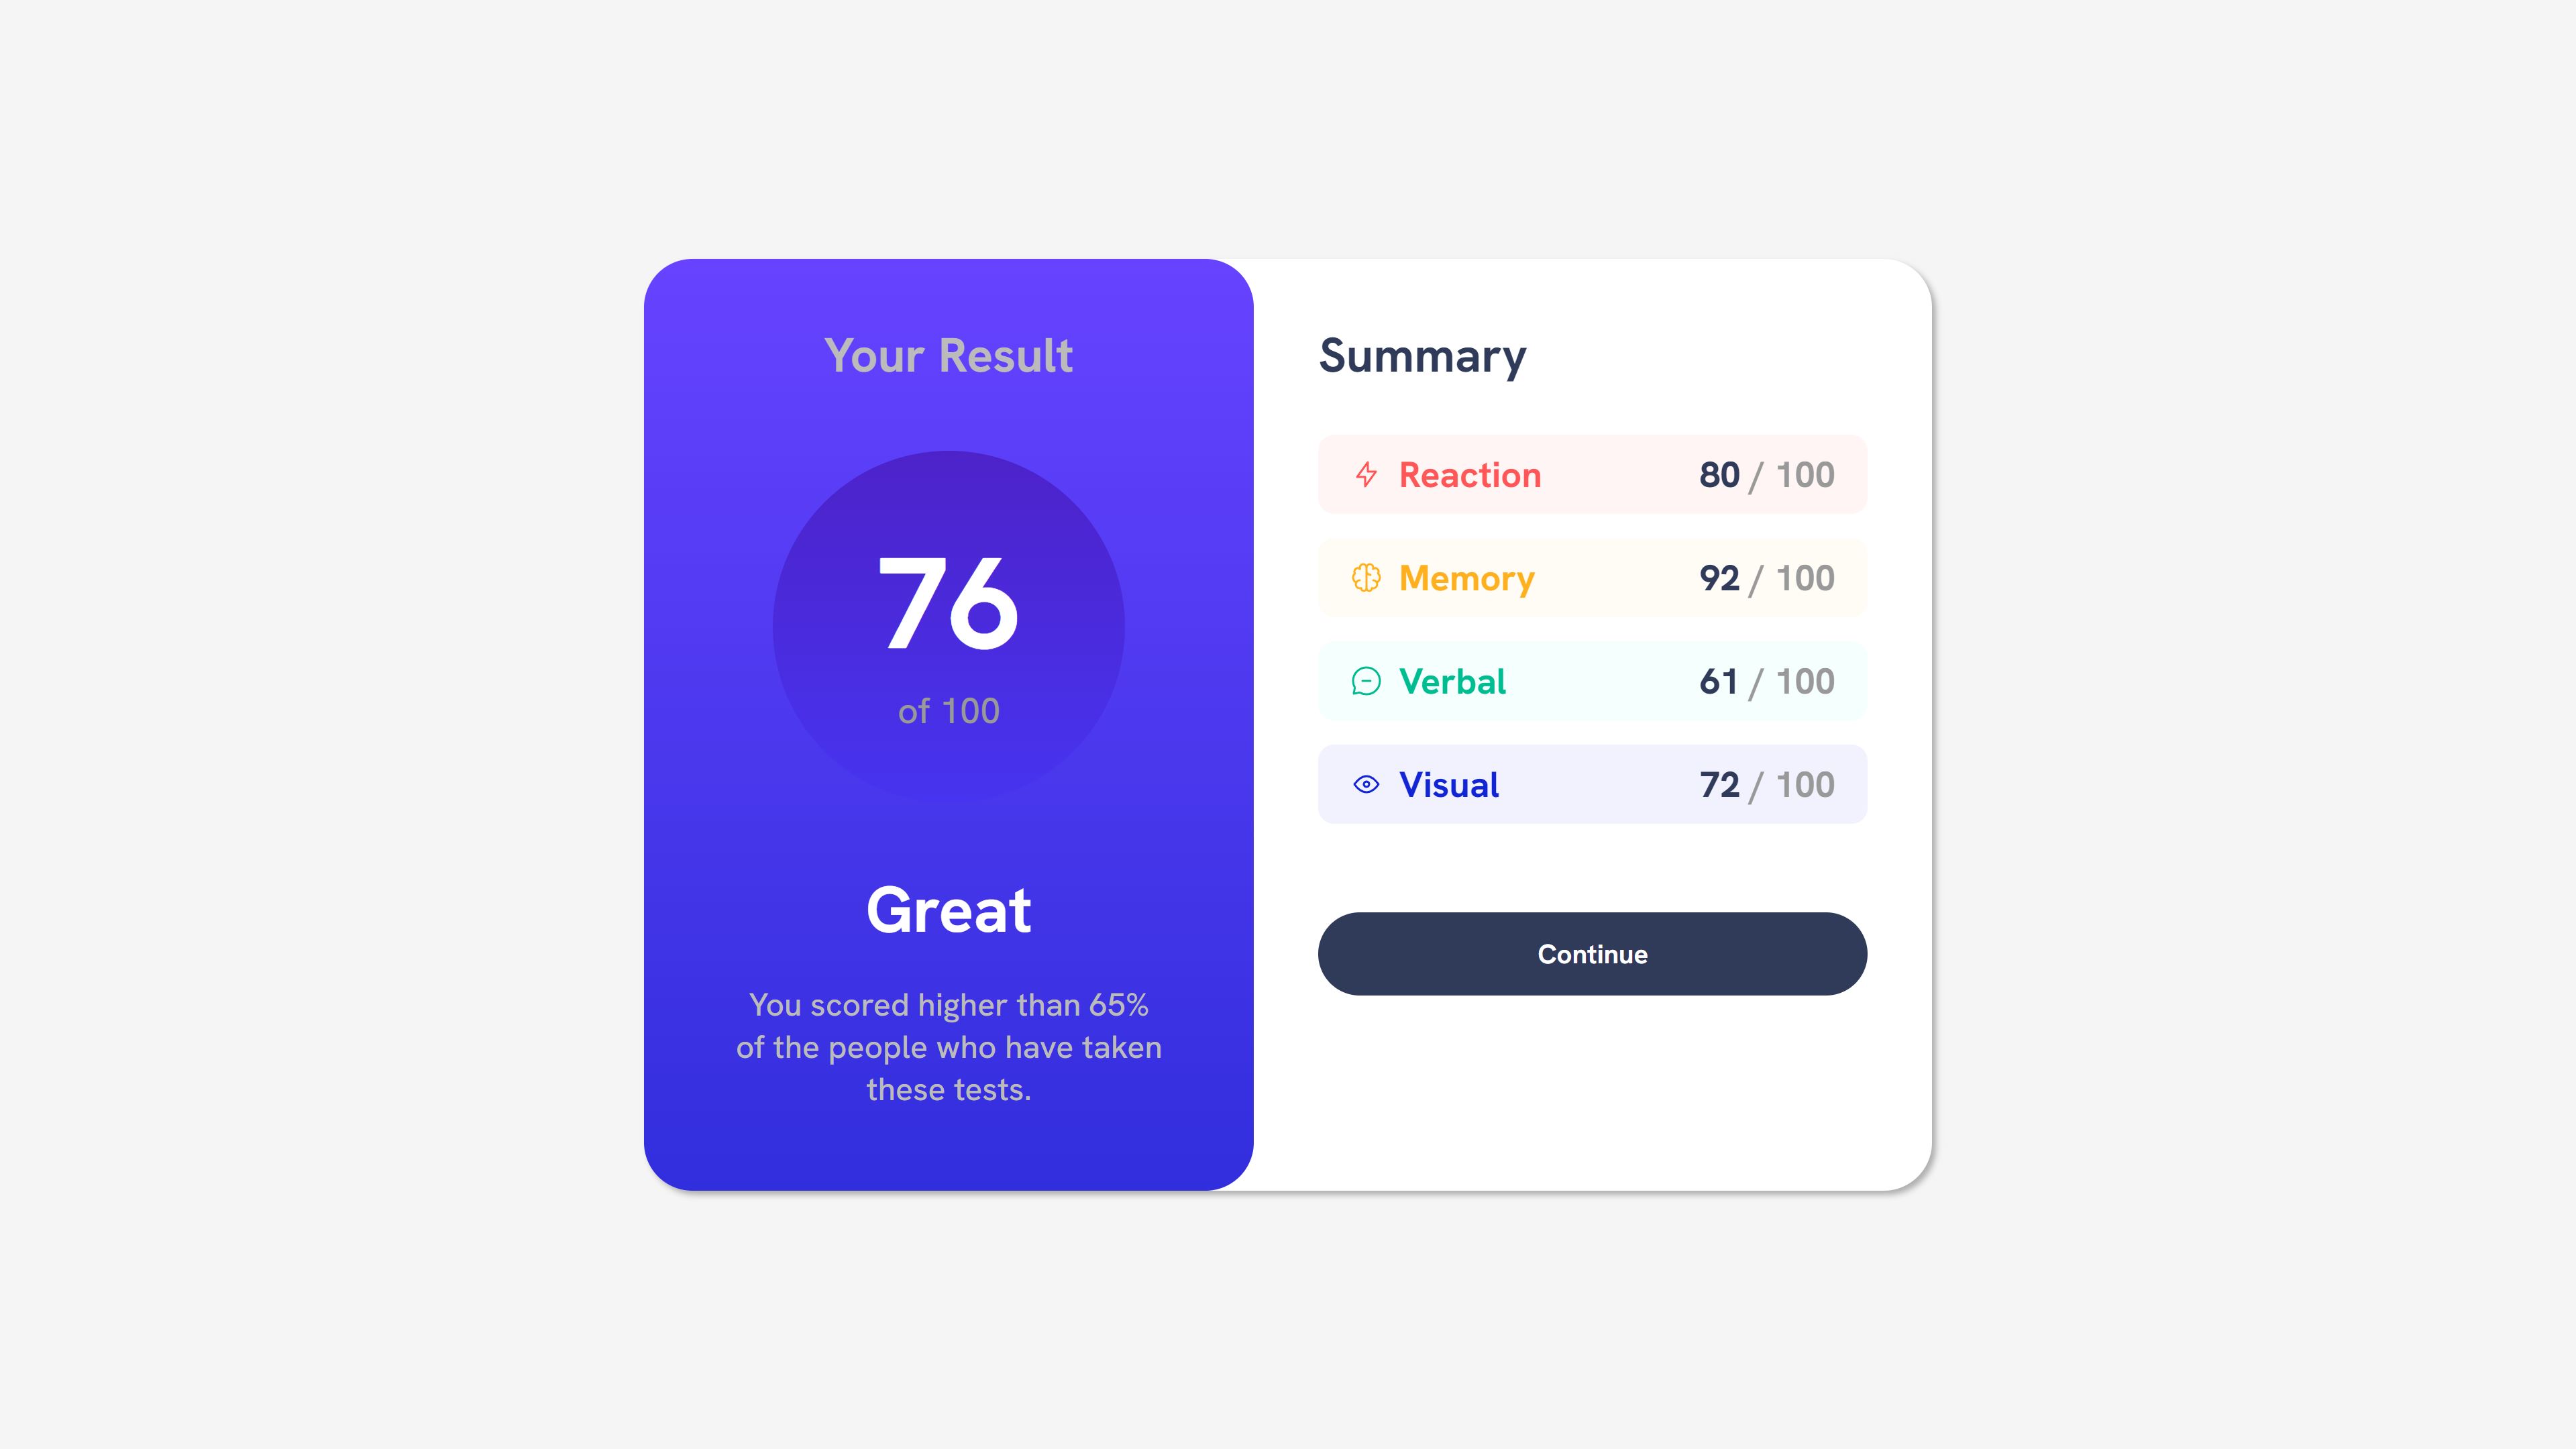 Your Result
76
of 100
Great
You scored higher than 65%
of the people who have taken
these tests.
Summary
Reaction 80 / 100
Memory 92 / 100
Verbal 61 / 100
Visual 72 / 100
Continue